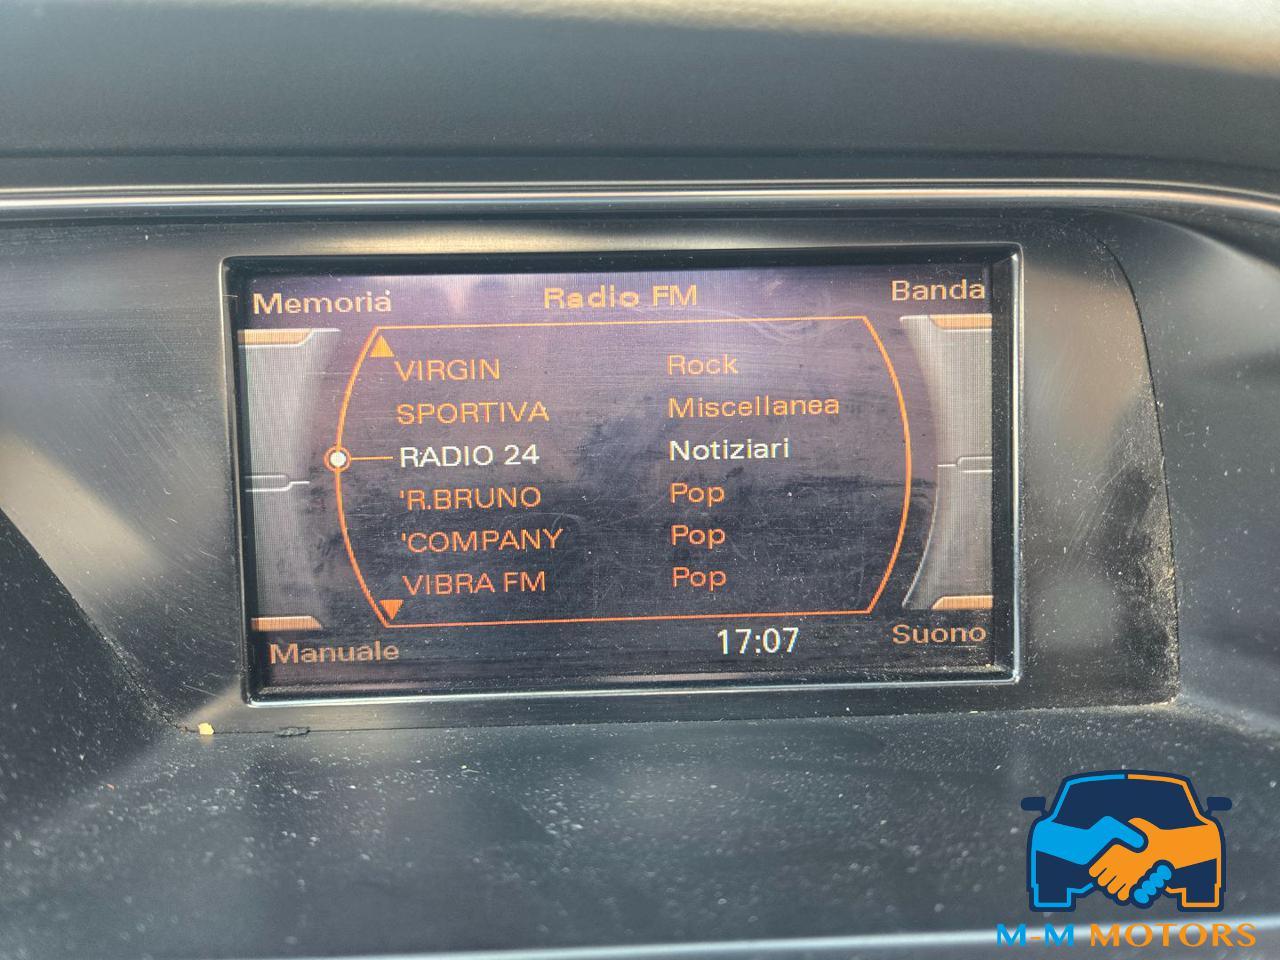 Memoria Radio FM Banda
VIRGIN Rock
SPORTIVA Miscellanea
RADIO 24 Notiziari
'R.BRUNO Pop
'COMPANY Pop
VIBRA FM Pop
Manuale 17:07 Suono
M-M MOTORS